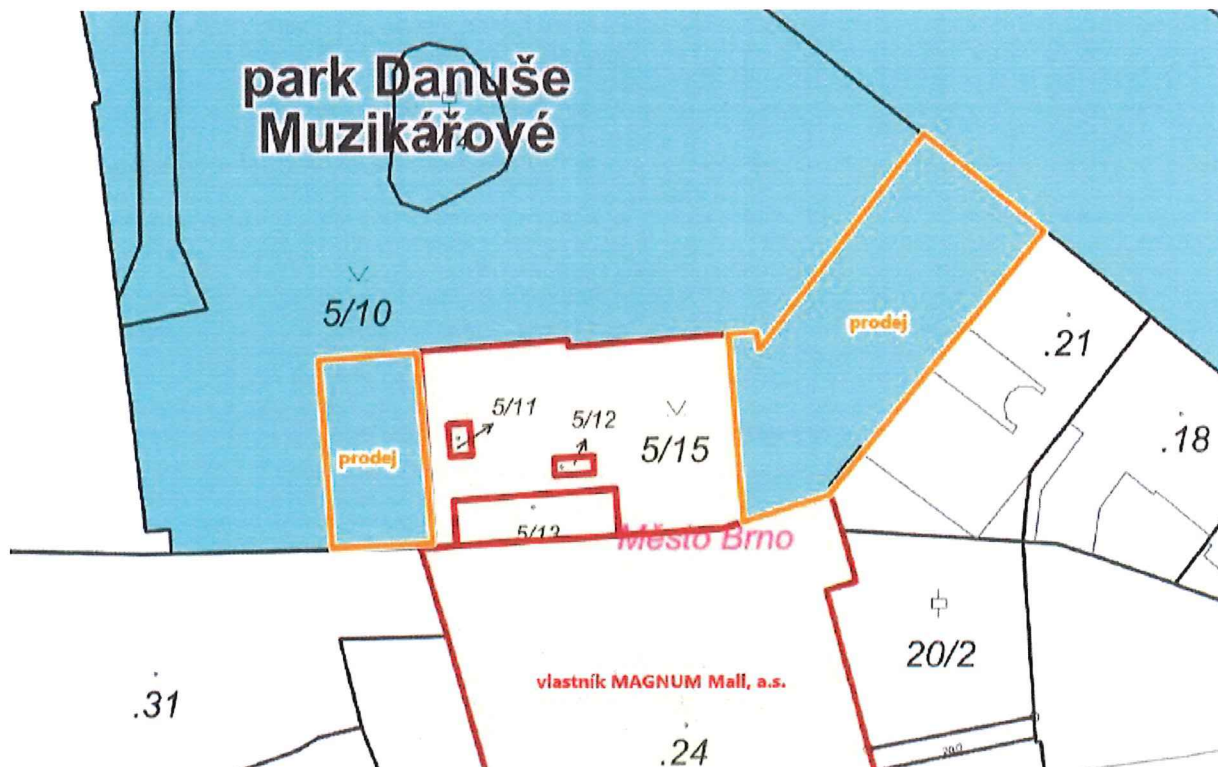 park Danuše
Muzikářové
5/10
prodej
.21
5/11
5/12
5/15
.18
prodej
5/13
Město Brno
20/2
vlastník MAGNUM Mall, a.s.
.31
.24